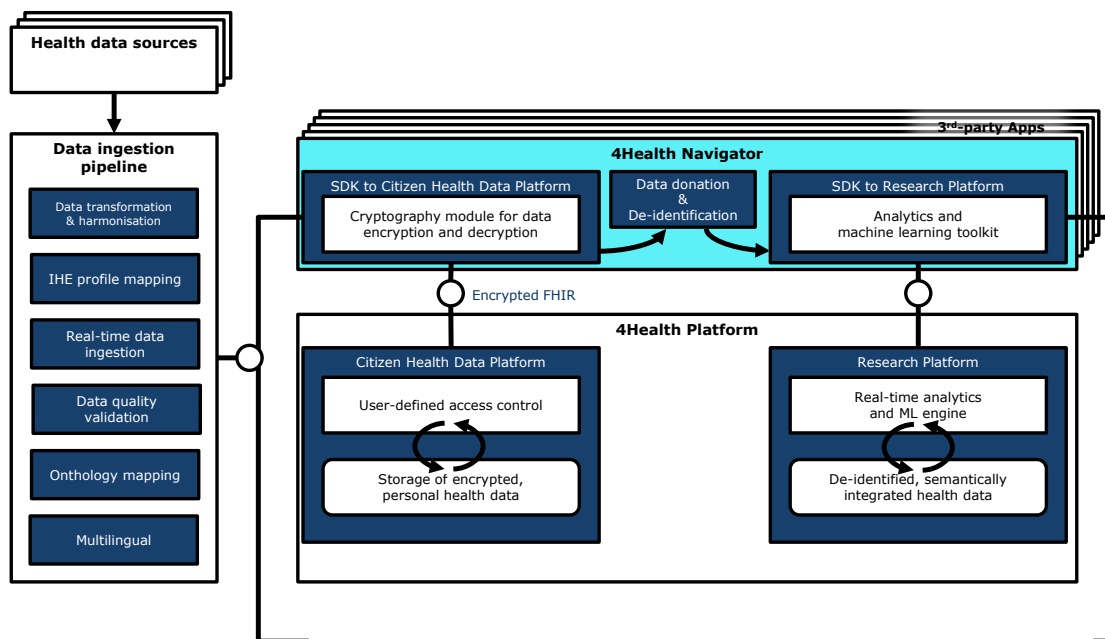 Health data sources
Data ingestion
pipeline
Data transformation
& harmonisation
IHE profile mapping
Real-time data
ingestion
Data quality
validation
Onthology mapping
Multilingual
3rd-party Apps
4Health Navigator
SDK to Citizen Health Data Platform
Cryptography module for data
encryption and decryption
Data donation
&
De-identification
SDK to Research Platform
Analytics and
machine learning toolkit
Encrypted FHIR
4Health Platform
Citizen Health Data Platform
User-defined access control
Storage of encrypted,
personal health data
Research Platform
Real-time analytics
and ML engine
De-identified, semantically
integrated health data